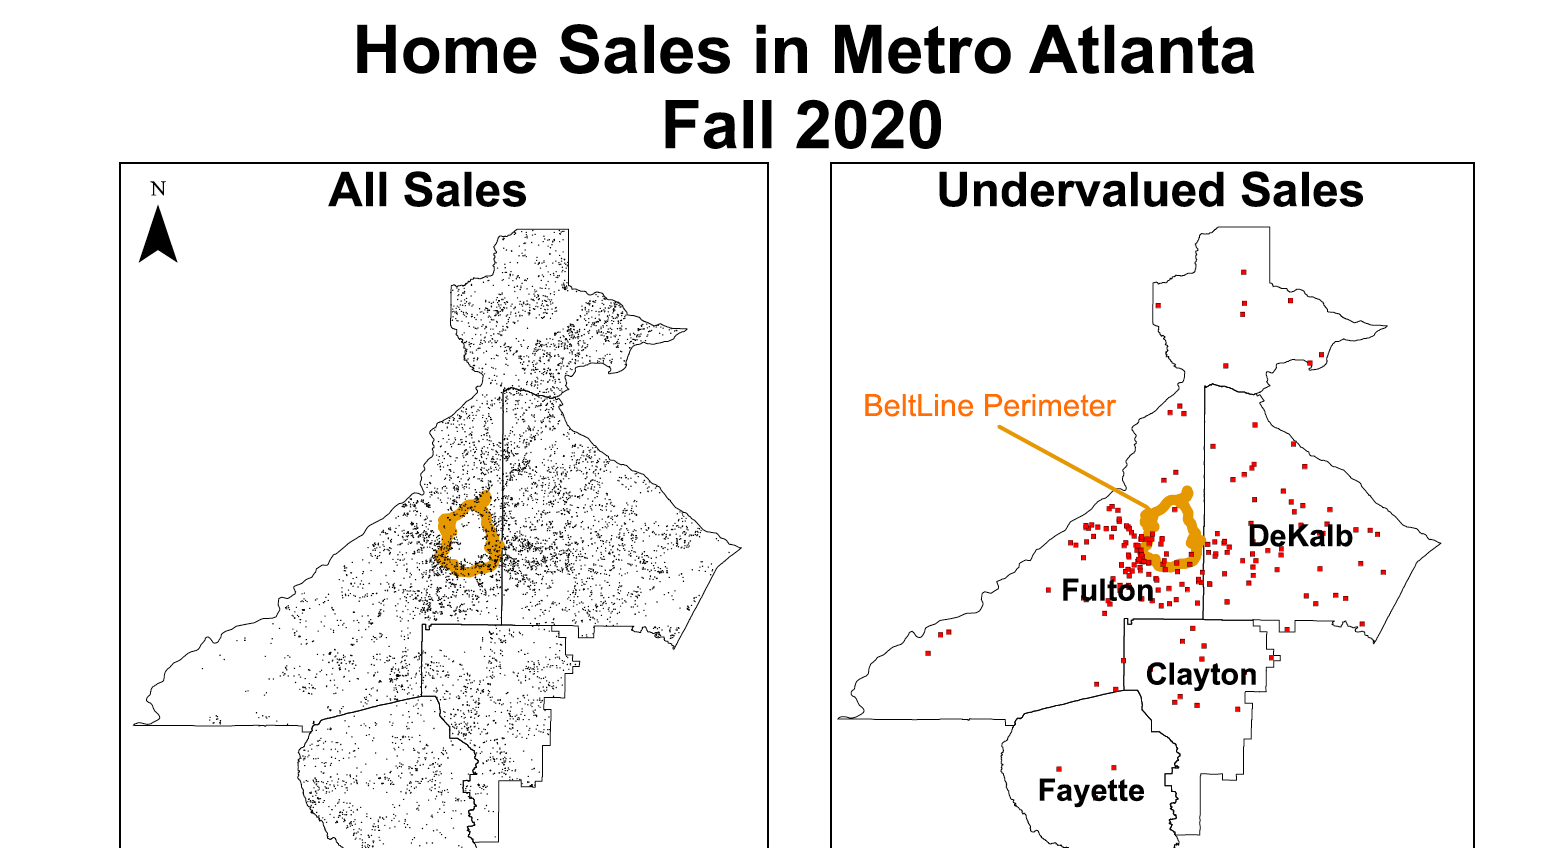 Home Sales in Metro Atlanta
Fall 2020
All Sales
N
Undervalued Sales
BeltLine Perimeter
DeKalb
Fulton
Clayton
Fayette